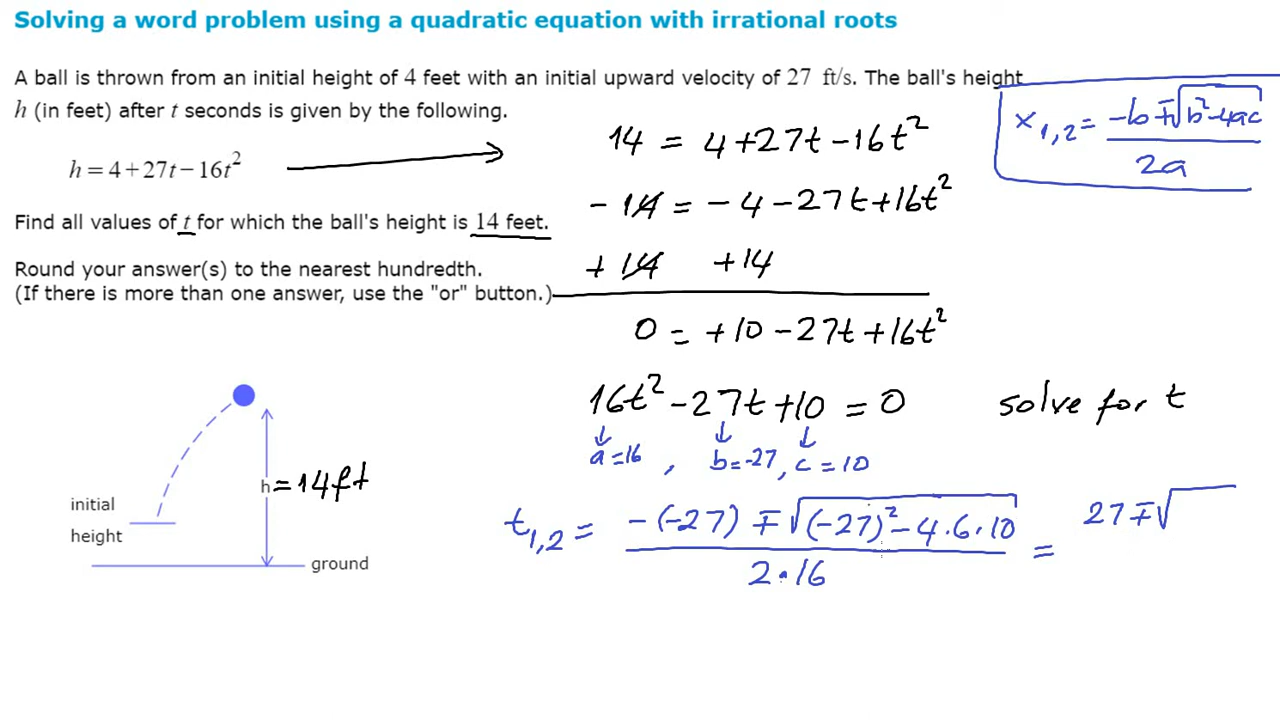 Solving a word problem using a quadratic equation with irrational roots
A ball is thrown from an initial height of 4 feet with an initial upward velocity of 27 ft/s. The ball's height
h (in feet) after t seconds is given by the following.
h = 4+27t−16t²
Find all values of t for which the ball's height is 14 feet.
Round your answer(s) to the nearest hundredth.
(If there is more than one answer, use the "or" button.)
initial
height
h = 14ft
ground
x₁,₂ = (-b ∓ √(b²-4ac)) / 2a
14 = 4+27t-16t²
-14 = -4-27t+16t²
+14 +14
0 = +10-27t+16t²
16t²-27t+10 = 0 solve for t
a=16, b=-27, c=10
t₁,₂ = (-(-27) ∓ √((-27)²-4·6·10)) / 2·16 = 27∓√